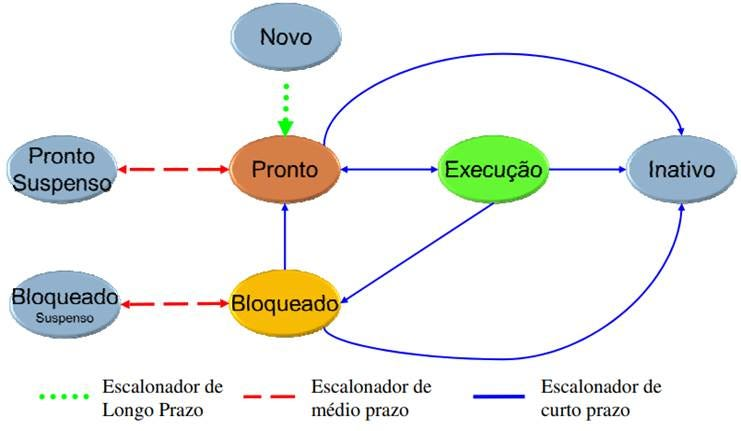 Novo
Pronto
Suspenso
Pronto
Execução
Inativo
Bloqueado
Suspenso
Bloqueado
Escalonador de
Longo Prazo
Escalonador de
médio prazo
Escalonador de
curto prazo